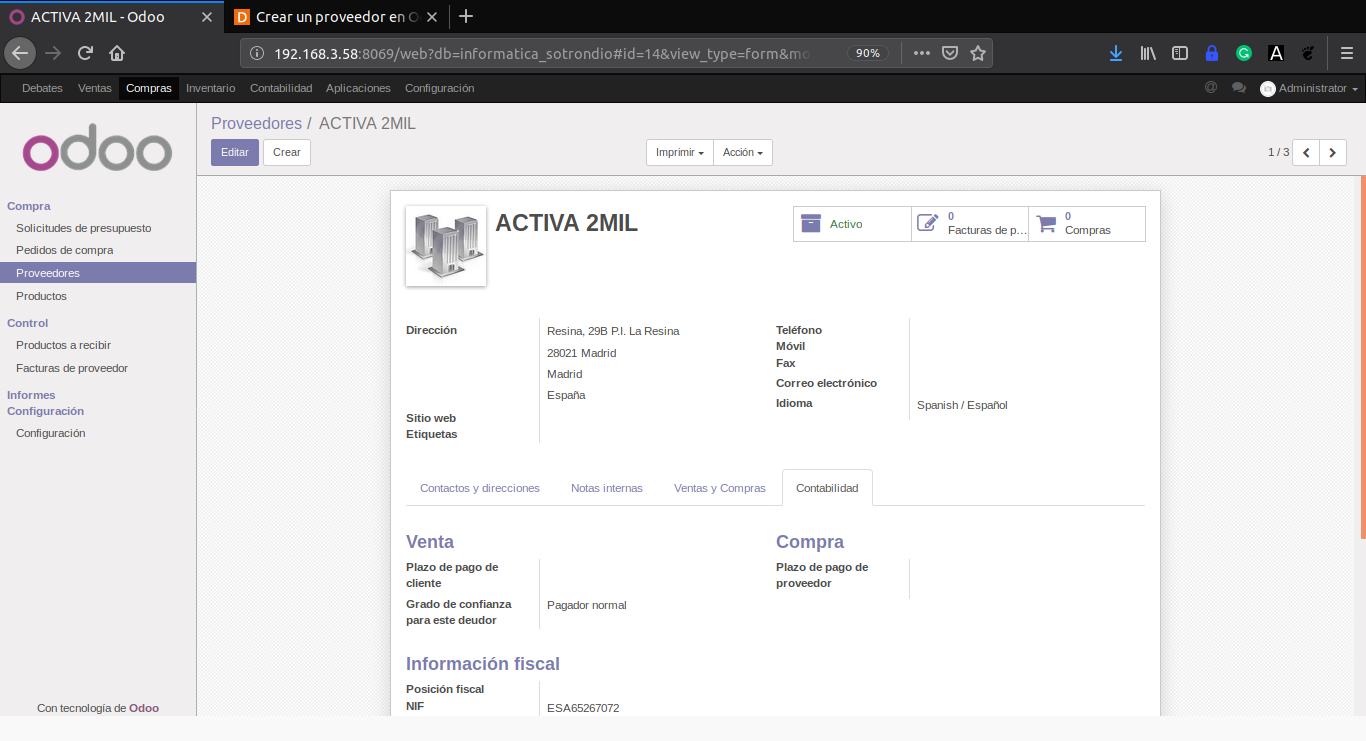 ACTIVA 2MIL - Odoo
Crear un proveedor en O
192.168.3.58:8069/web?db=informatica_sotrondio#id=14&view_type=form&mo
90%
Debates Ventas Compras Inventario Contabilidad Aplicaciones Configuración
@ Administrator
odoo
Proveedores / ACTIVA 2MIL
Editar Crear
Imprimir Acción
1 / 3
Compra
Solicitudes de presupuesto
Pedidos de compra
Proveedores
Productos
Control
Productos a recibir
Facturas de proveedor
Informes
Configuración
Configuración
Con tecnología de Odoo
ACTIVA 2MIL
Activo
0
Facturas de p...
0
Compras
Dirección
Resina, 29B P.I. La Resina
28021 Madrid
Madrid
España
Sitio web
Etiquetas
Teléfono
Móvil
Fax
Correo electrónico
Idioma Spanish / Español
Contactos y direcciones Notas internas Ventas y Compras Contabilidad
Venta
Plazo de pago de
cliente
Grado de confianza
para este deudor
Pagador normal
Compra
Plazo de pago de
proveedor
Información fiscal
Posición fiscal
NIF ESA65267072